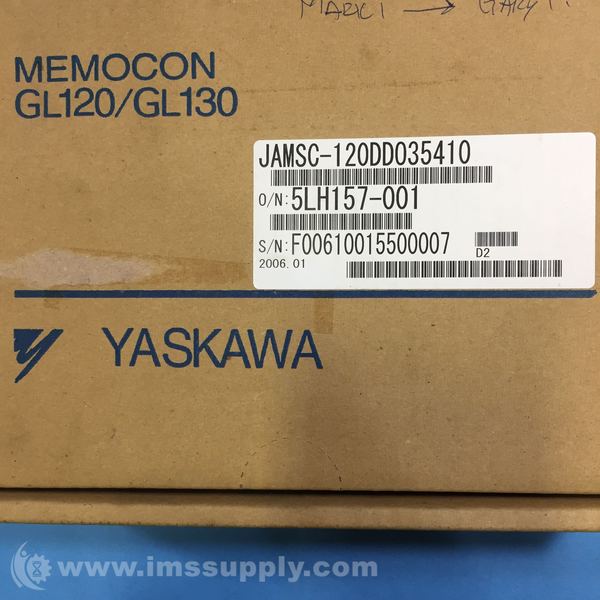 MEMOCON
GL120/GL130
JAMSC-120DD035410
O/N: 5LH157-001
S/N: F00610015500007
D2
2006.01
YASKAWA
www.imssupply.com